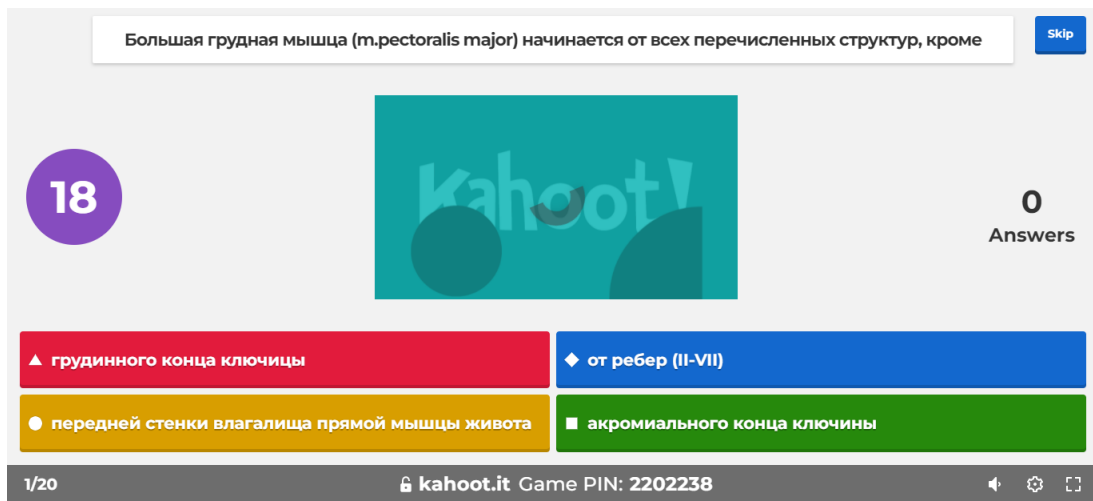 Большая грудная мышца (m.pectoralis major) начинается от всех перечисленных структур, кроме
Skip
Kahoot!
18
0
Answers
грудинного конца ключицы
от ребер (II-VII)
передней стенки влагалища прямой мышцы живота
акромиального конца ключины
1/20
kahoot.it Game PIN: 2202238